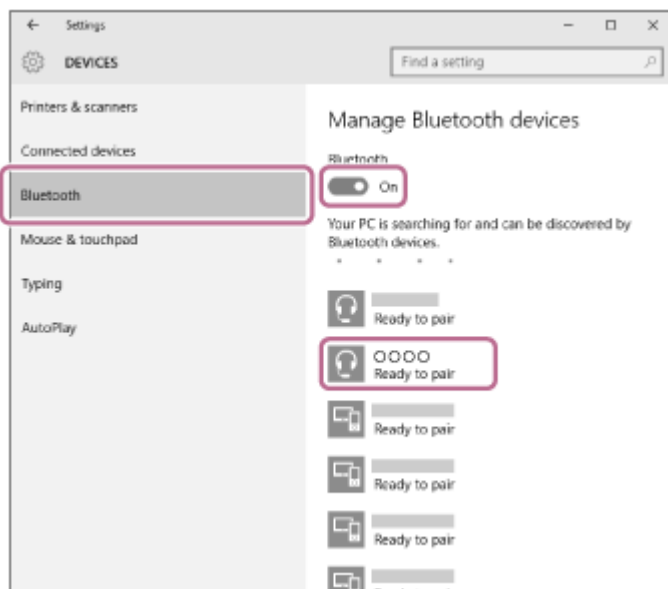 Settings
DEVICES
Find a setting
Printers & scanners
Connected devices
Bluetooth
Mouse & touchpad
Typing
AutoPlay
Manage Bluetooth devices
Bluetooth
On
Your PC is searching for and can be discovered by
Bluetooth devices.
Ready to pair
OOOO
Ready to pair
Ready to pair
Ready to pair
Ready to pair